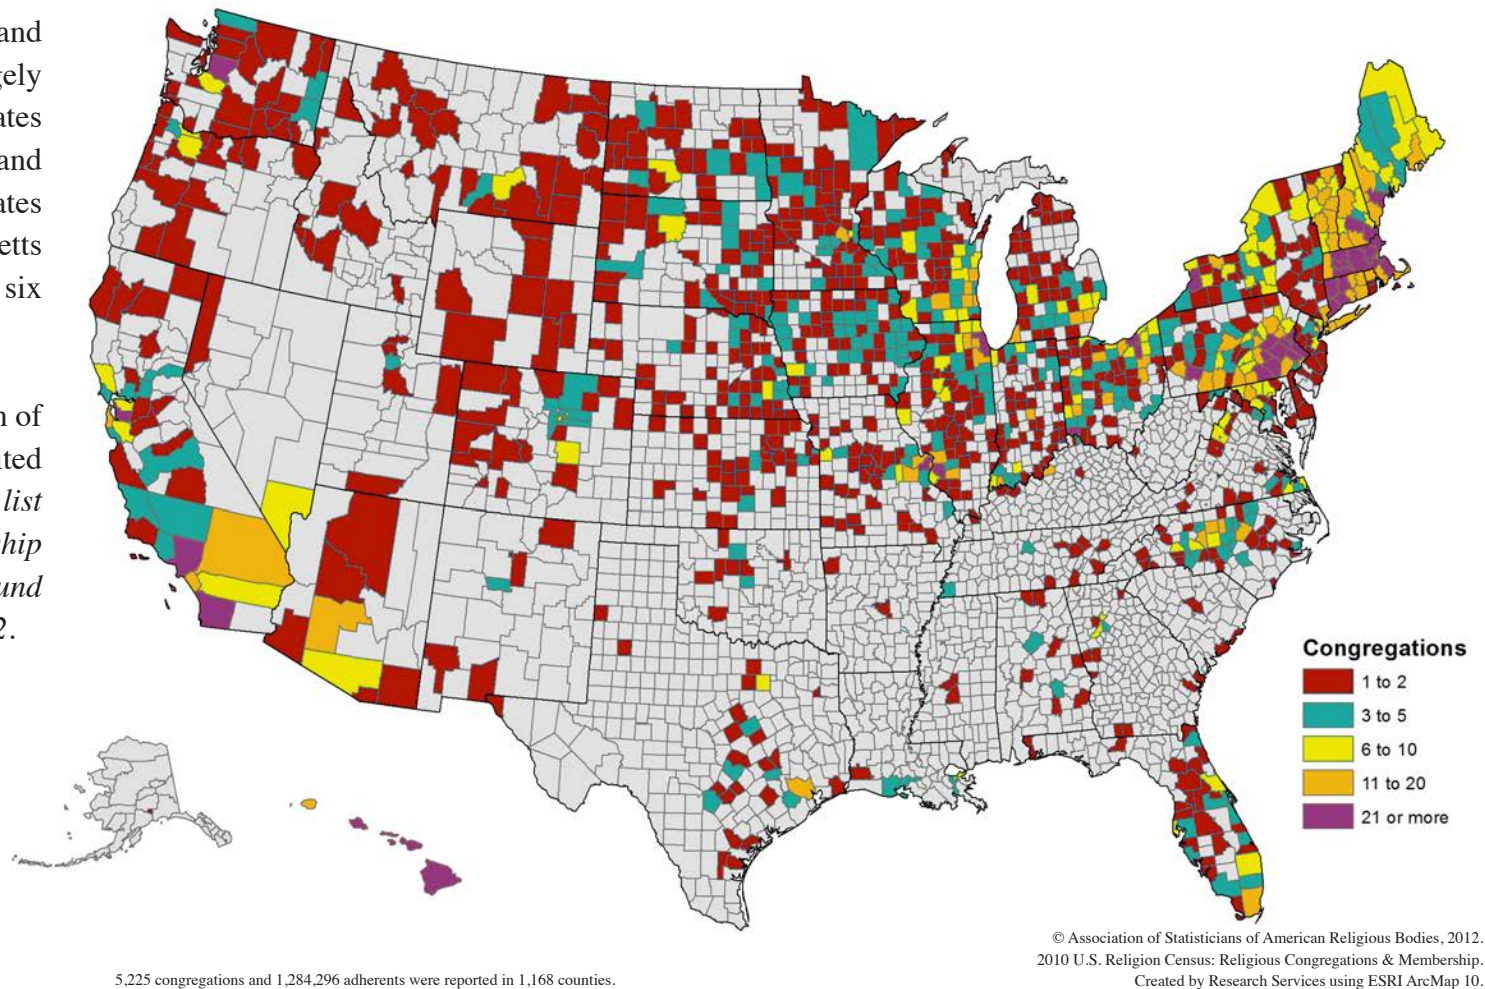 and
gely
ates
and
ates
etts
six
n of
ited
list
hip
und
2.
Congregations
1 to 2
3 to 5
6 to 10
11 to 20
21 or more
© Association of Statisticians of American Religious Bodies, 2012.
2010 U.S. Religion Census: Religious Congregations & Membership.
Created by Research Services using ESRI ArcMap 10.
5,225 congregations and 1,284,296 adherents were reported in 1,168 counties.